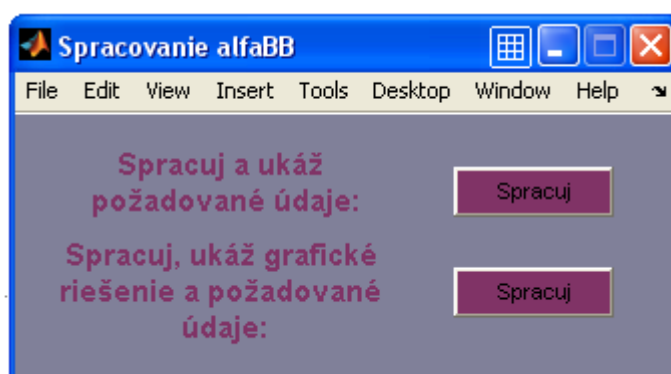 Spracovanie alfaBB
File Edit View Insert Tools Desktop Window Help
Spracuj a ukáž
požadované údaje:
Spracuj
Spracuj, ukáž grafické
riešenie a požadované
údaje:
Spracuj